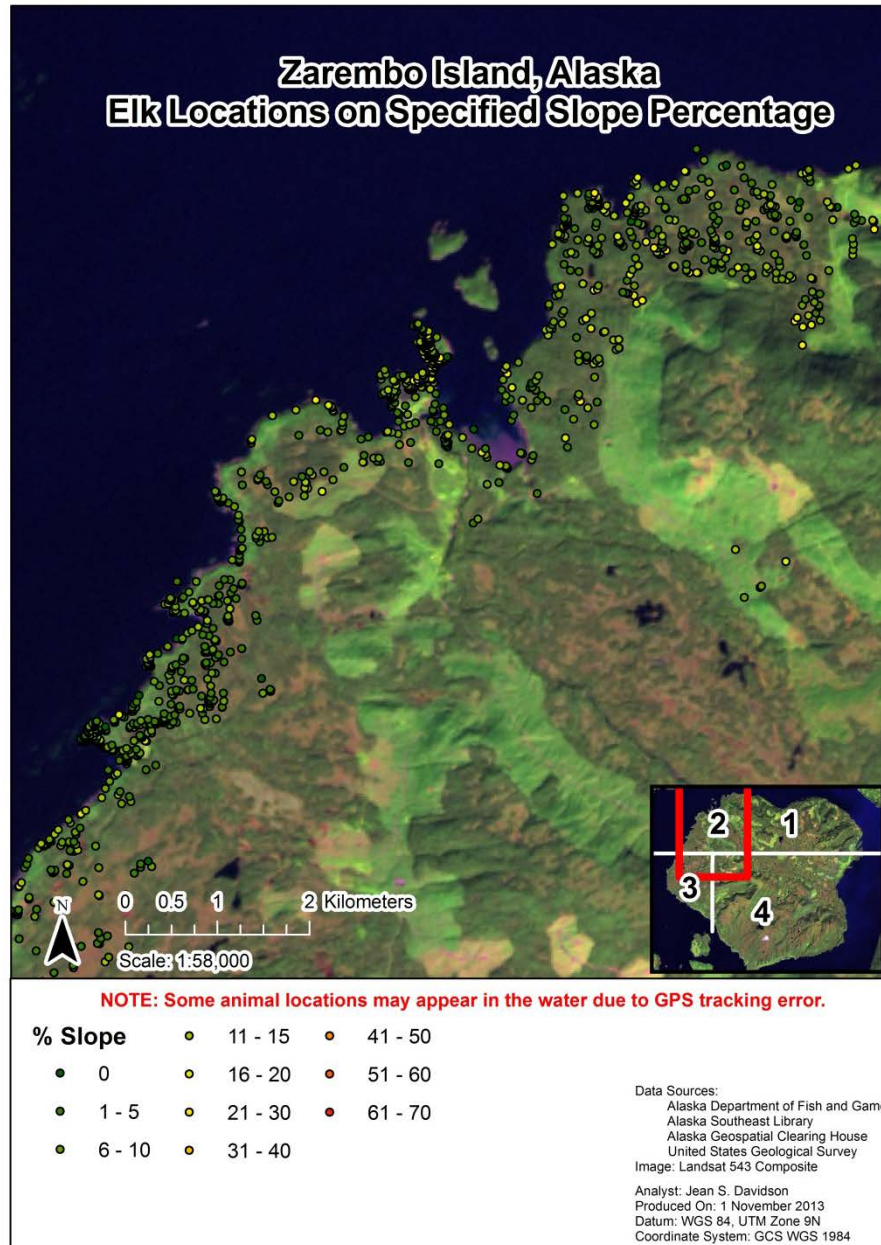 Zarembo Island, Alaska
Elk Locations on Specified Slope Percentage
2
1
3
4
N
0 0.5 1 2 Kilometers
Scale: 1:58,000
NOTE: Some animal locations may appear in the water due to GPS tracking error.
% Slope
0
1 - 5
6 - 10
11 - 15
16 - 20
21 - 30
31 - 40
41 - 50
51 - 60
61 - 70
Data Sources:
Alaska Department of Fish and Game
Alaska Southeast Library
Alaska Geospatial Clearing House
United States Geological Survey
Image: Landsat 543 Composite
Analyst: Jean S. Davidson
Produced On: 1 November 2013
Datum: WGS 84, UTM Zone 9N
Coordinate System: GCS WGS 1984